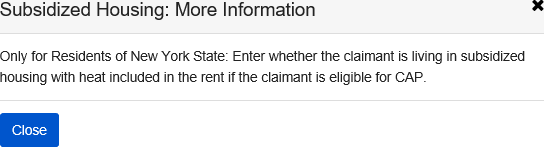 Subsidized Housing: More Information
Only for Residents of New York State: Enter whether the claimant is living in subsidized
housing with heat included in the rent if the claimant is eligible for CAP.
Close